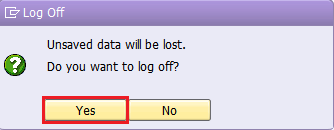 Log Off
Unsaved data will be lost.
Do you want to log off?
Yes No